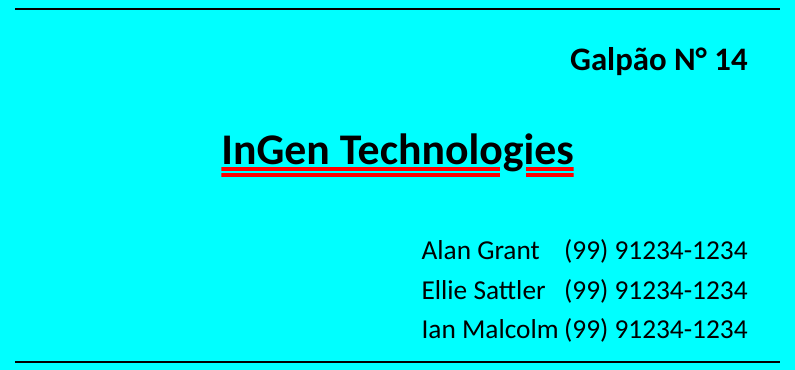 Galpão N° 14
InGen Technologies
Alan Grant (99) 91234-1234
Ellie Sattler (99) 91234-1234
Ian Malcolm (99) 91234-1234